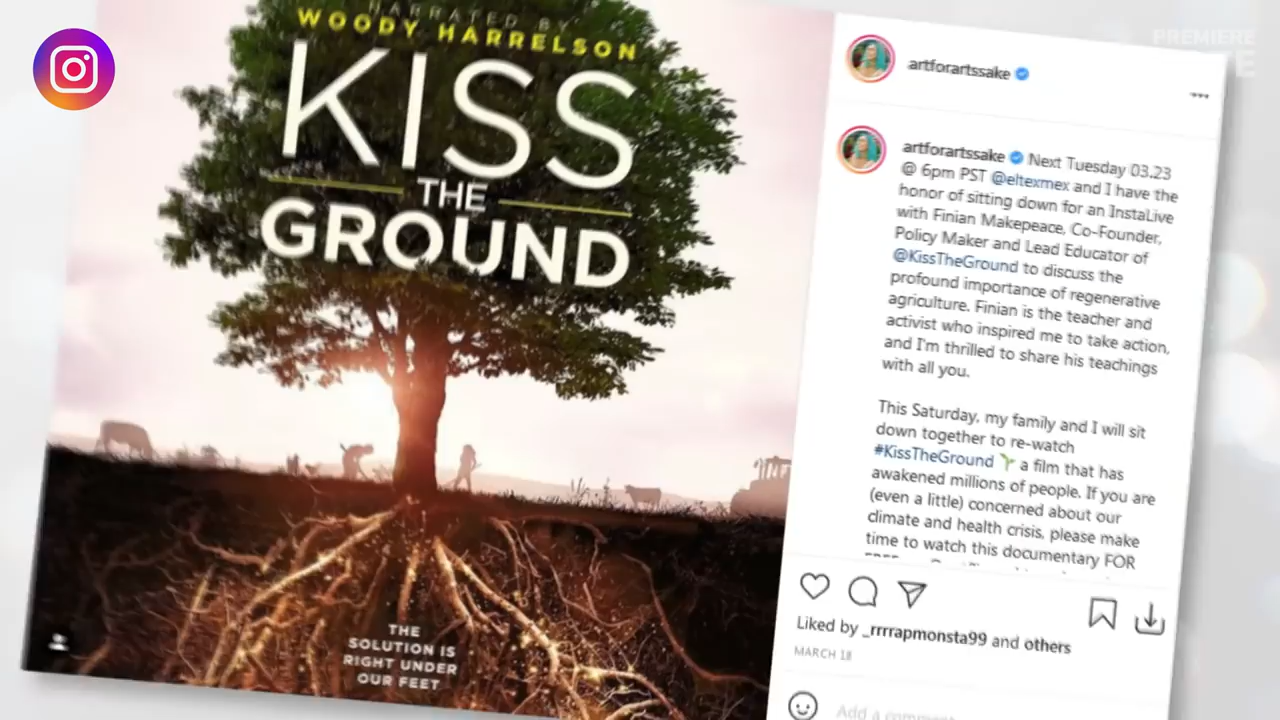 NARRATED BY
WOODY HARRELSON
KISS
THE
GROUND
THE
SOLUTION IS
RIGHT UNDER
OUR FEET
PREMIERE
artforartssake
artforartssake Next Tuesday 03.23
@ 6pm PST @eltexmex and I have the
honor of sitting down for an InstaLive
with Finian Makepeace, Co-Founder,
Policy Maker and Lead Educator of
@KissTheGround to discuss the
profound importance of regenerative
agriculture. Finian is the teacher and
activist who inspired me to take action,
and I'm thrilled to share his teachings
with all you.
This Saturday, my family and I will sit
down together to re-watch
#KissTheGround 🌱 a film that has
awakened millions of people. If you are
(even a little) concerned about our
climate and health crisis, please make
time to watch this documentary FOR
Liked by _rrrrapmonsta99 and others
MARCH 18
Add a comment